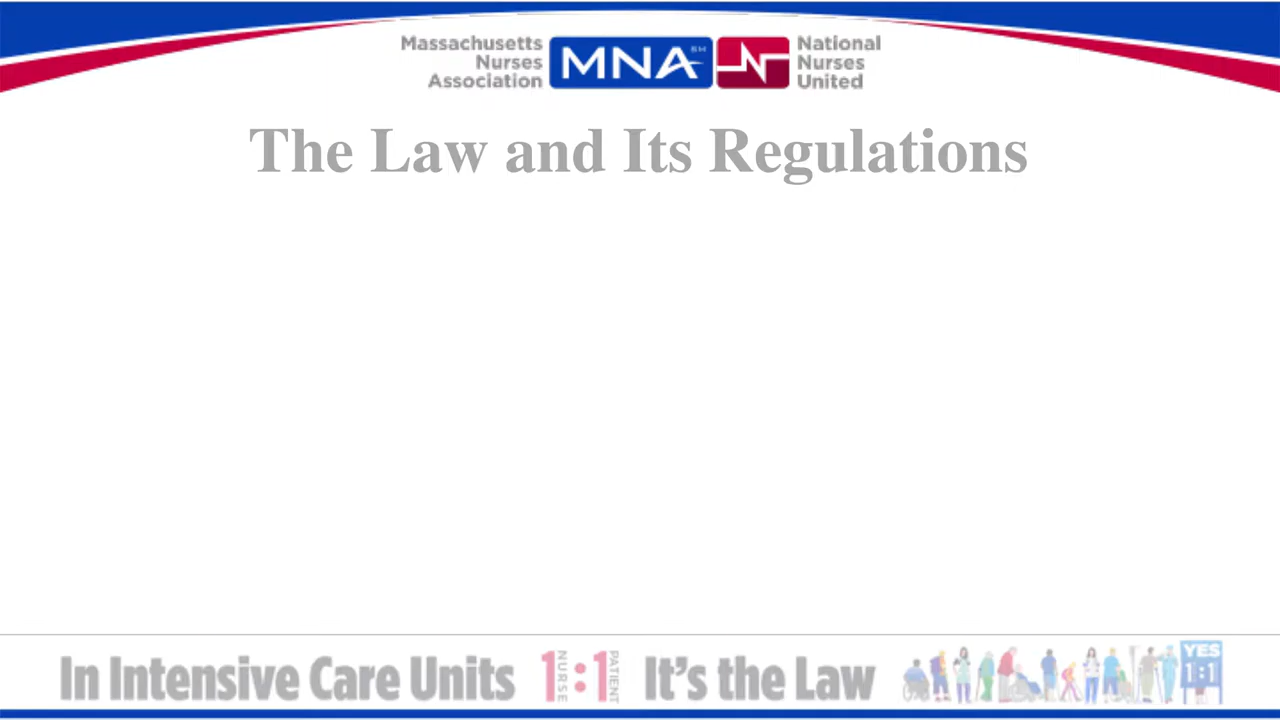 Massachusetts
Nurses
Association
MNA SM
National
Nurses
United
The Law and Its Regulations
In Intensive Care Units 1:1 It's the Law
NURSE
PATIENT
YES
1:1